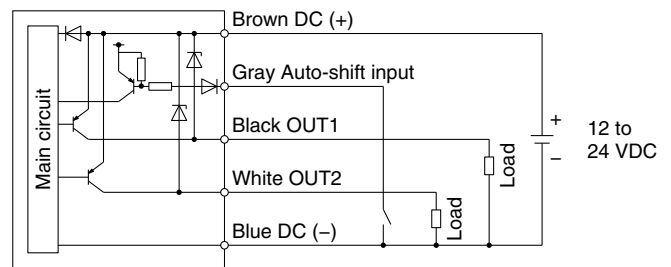 Brown DC (+)
Gray Auto-shift input
Black OUT1
White OUT2
Blue DC (−)
Main circuit
Load
Load
+
−
12 to
24 VDC